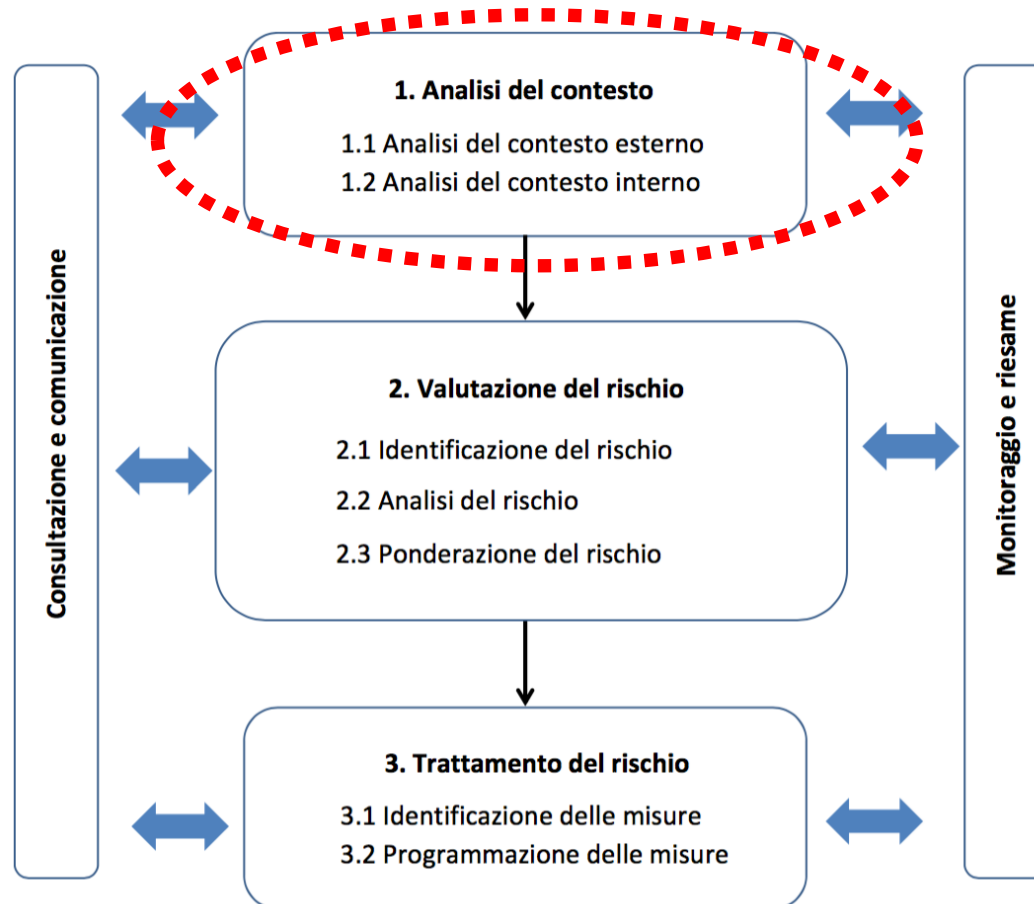 Consultazione e comunicazione
1. Analisi del contesto
1.1 Analisi del contesto esterno
1.2 Analisi del contesto interno
2. Valutazione del rischio
2.1 Identificazione del rischio
2.2 Analisi del rischio
2.3 Ponderazione del rischio
3. Trattamento del rischio
3.1 Identificazione delle misure
3.2 Programmazione delle misure
Monitoraggio e riesame